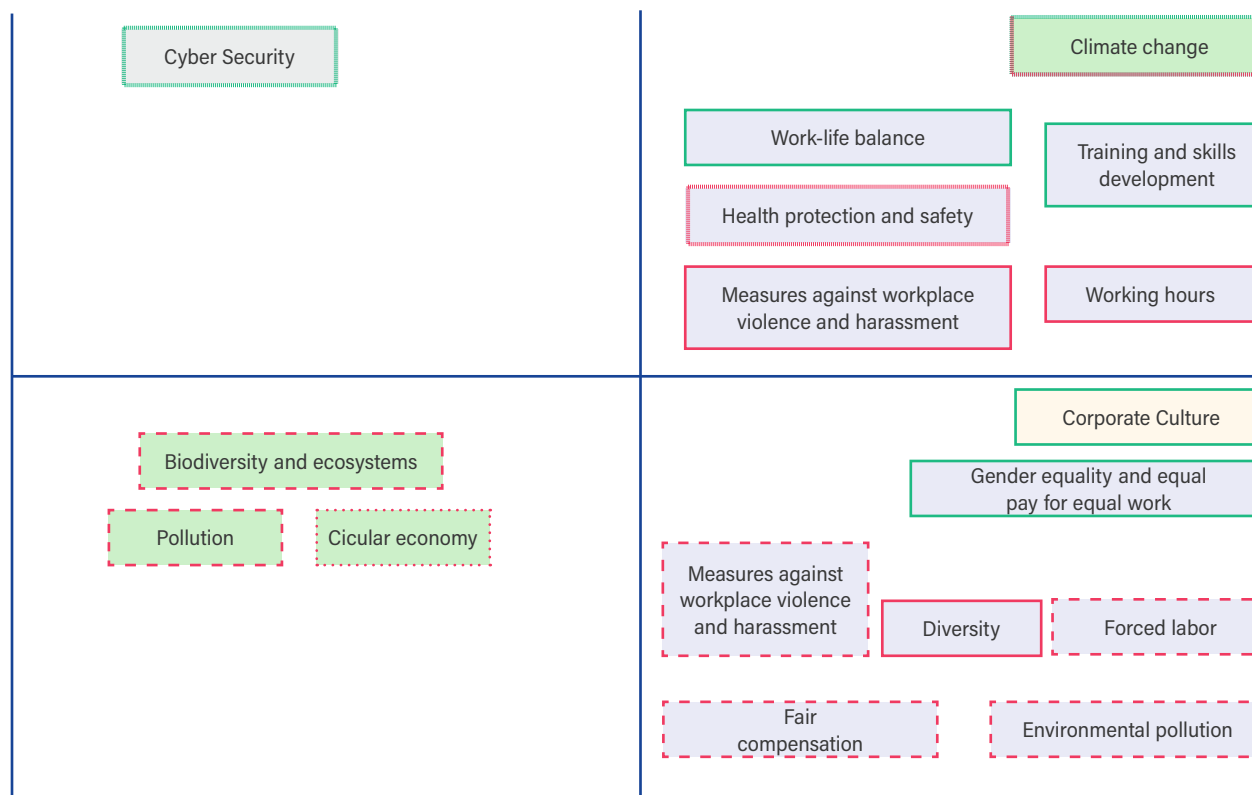 Cyber Security
Climate change
Work-life balance
Training and skills
development
Health protection and safety
Measures against workplace
violence and harassment
Working hours
Corporate Culture
Biodiversity and ecosystems
Gender equality and equal
pay for equal work
Pollution
Cicular economy
Measures against
workplace violence
and harassment
Diversity
Forced labor
Fair
compensation
Environmental pollution